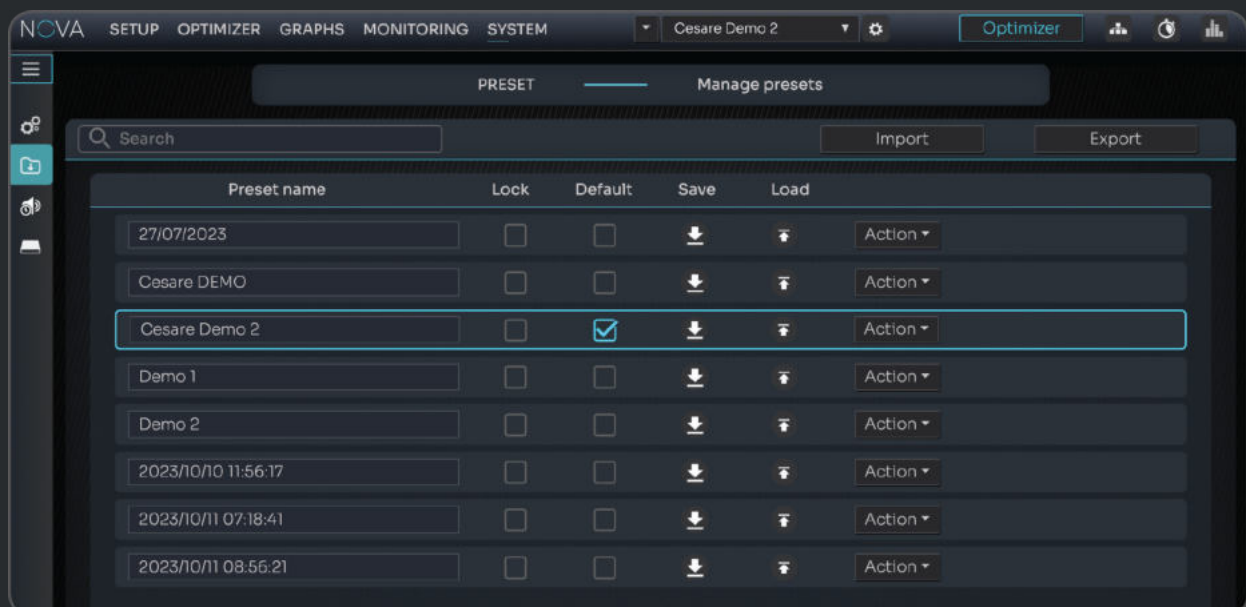 NOVA SETUP OPTIMIZER GRAPHS MONITORING SYSTEM Cesare Demo 2 Optimizer
PRESET Manage presets
Search Import Export
Preset name Lock Default Save Load
27/07/2023 Action
Cesare DEMO Action
Cesare Demo 2 Action
Demo 1 Action
Demo 2 Action
2023/10/10 11:56:17 Action
2023/10/11 07:18:41 Action
2023/10/11 08:56:21 Action